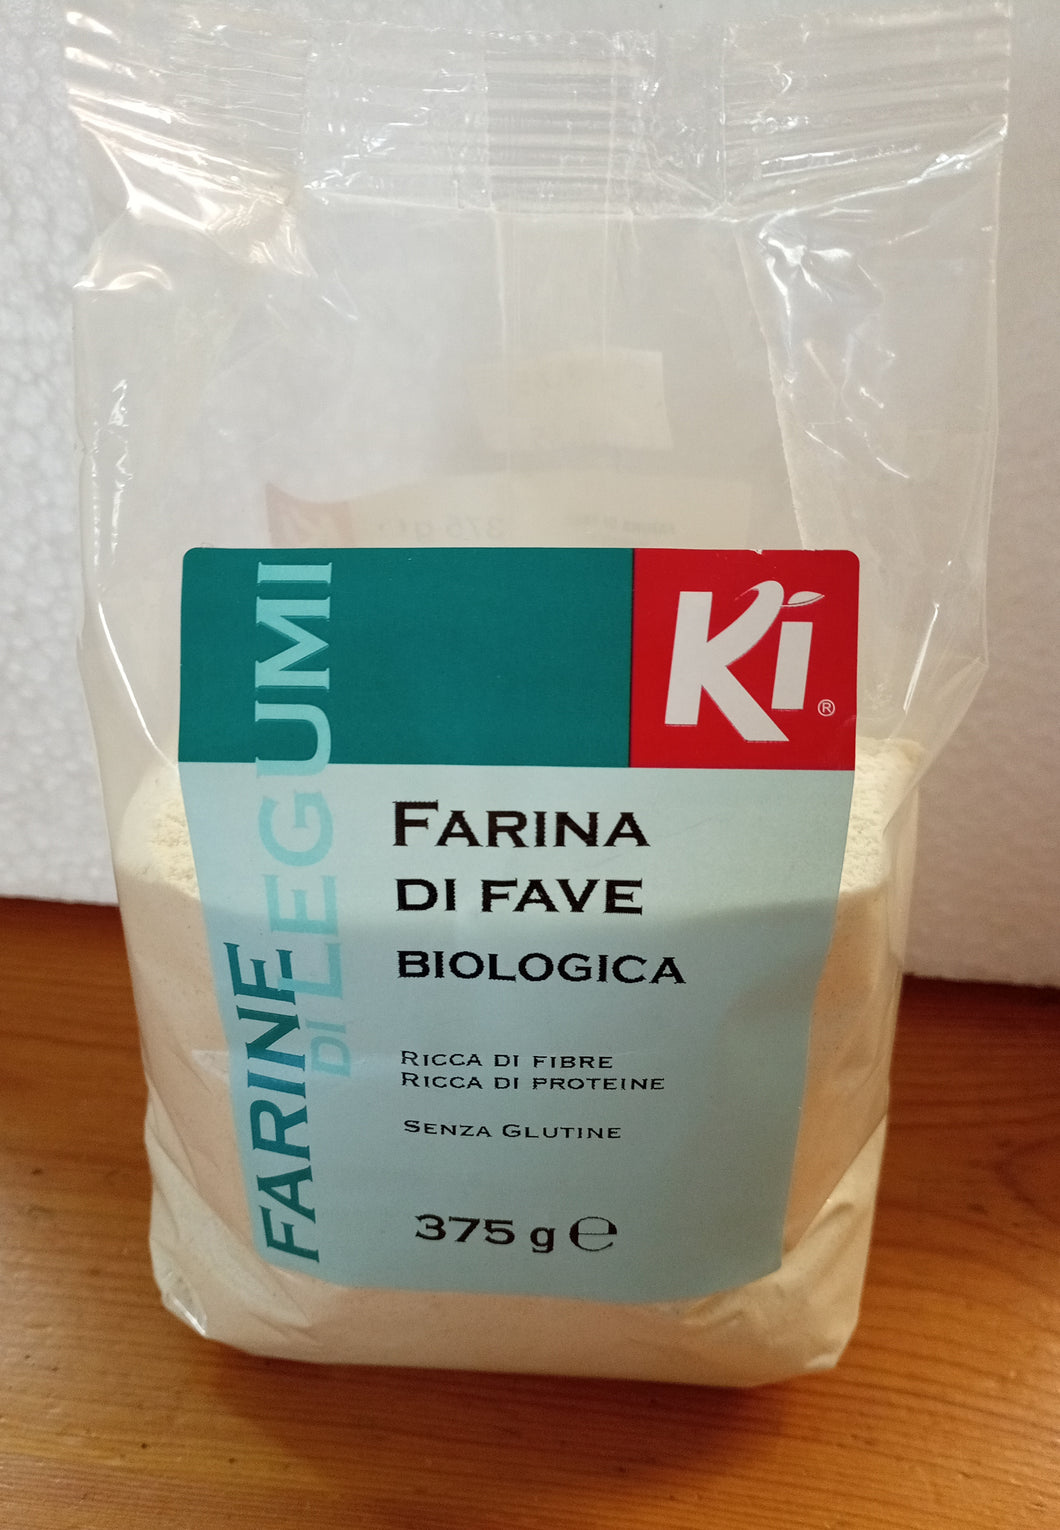 FARINE
DI LEGUMI
Ki®
FARINA
DI FAVE
BIOLOGICA
RICCA DI FIBRE
RICCA DI PROTEINE
SENZA GLUTINE
375 g ℮